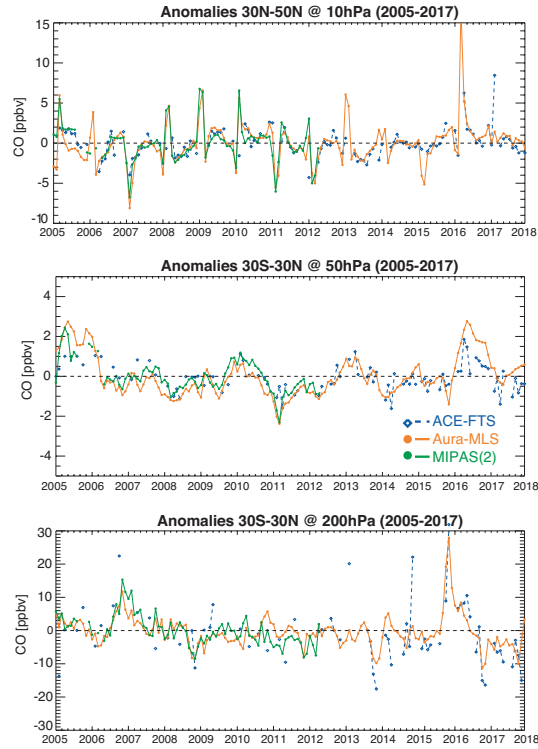 Anomalies 30N-50N @ 10hPa (2005-2017)
CO [ppbv]
15
10
5
0
-5
-10
2005 2006 2007 2008 2009 2010 2011 2012 2013 2014 2015 2016 2017 2018
Anomalies 30S-30N @ 50hPa (2005-2017)
CO [ppbv]
4
2
0
-2
-4
ACE-FTS
Aura-MLS
MIPAS(2)
2005 2006 2007 2008 2009 2010 2011 2012 2013 2014 2015 2016 2017 2018
Anomalies 30S-30N @ 200hPa (2005-2017)
CO [ppbv]
30
20
10
0
-10
-20
-30
2005 2006 2007 2008 2009 2010 2011 2012 2013 2014 2015 2016 2017 2018